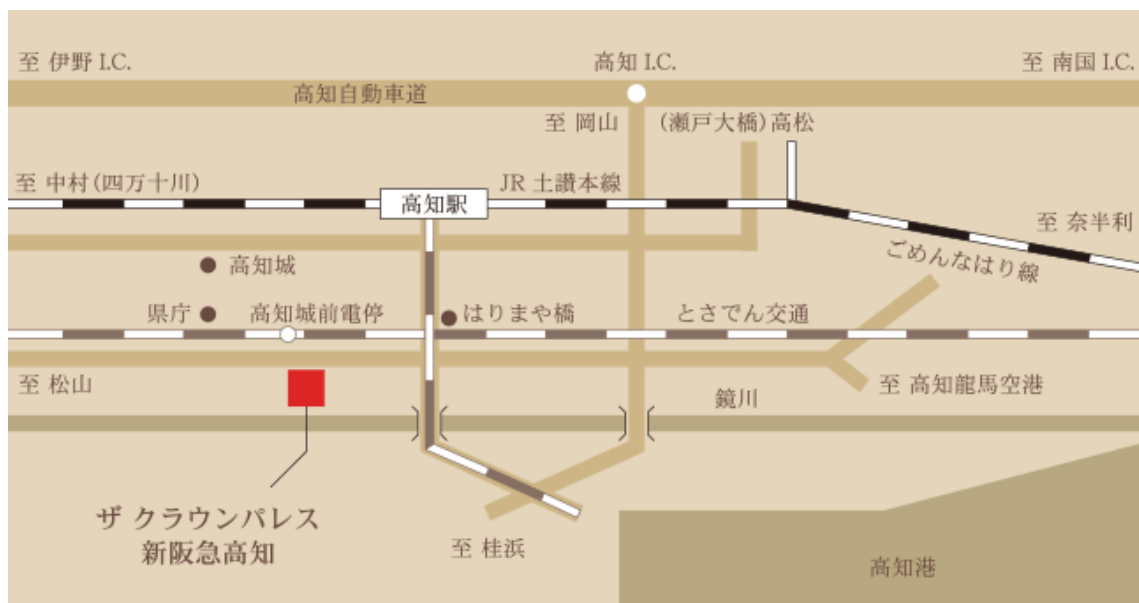 至 伊野 I.C.
高知 I.C.
至 南国 I.C.
高知自動車道
至 岡山
(瀬戸大橋)高松
至 中村(四万十川)
JR 土讃本線
高知駅
至 奈半利
ごめんなはり線
高知城
県庁
高知城前電停
はりまや橋
とさでん交通
至 松山
至 高知龍馬空港
鏡川
ザ クラウンパレス
新阪急高知
至 桂浜
高知港